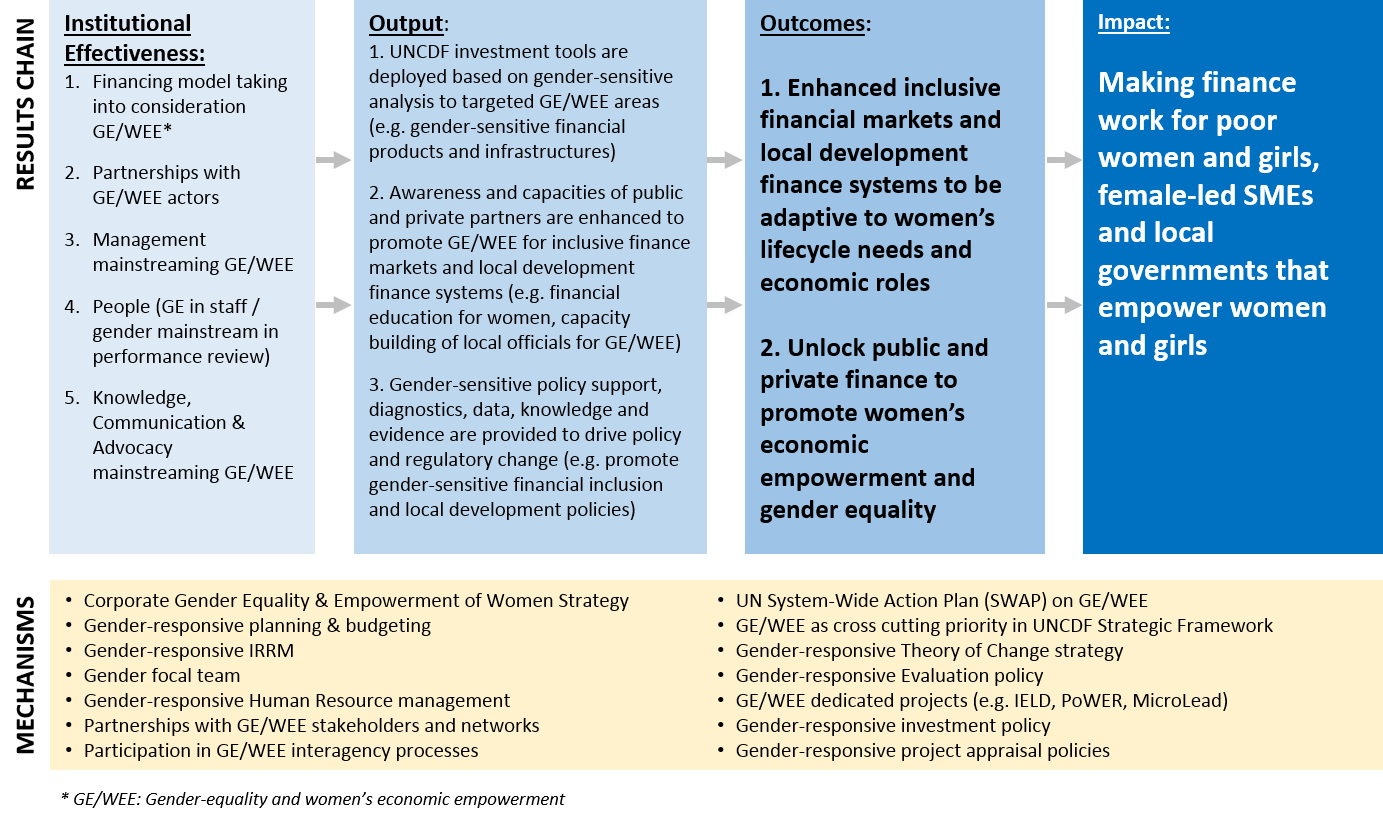 RESULTS CHAIN
Institutional
Effectiveness:
1. Financing model taking
into consideration
GE/WEE*
2. Partnerships with
GE/WEE actors
3. Management
mainstreaming GE/WEE
4. People (GE in staff /
gender mainstream in
performance review)
5. Knowledge,
Communication &
Advocacy
mainstreaming GE/WEE
Output:
1. UNCDF investment tools are
deployed based on gender-sensitive
analysis to targeted GE/WEE areas
(e.g. gender-sensitive financial
products and infrastructures)
2. Awareness and capacities of public
and private partners are enhanced to
promote GE/WEE for inclusive finance
markets and local development
finance systems (e.g. financial
education for women, capacity
building of local officials for GE/WEE)
3. Gender-sensitive policy support,
diagnostics, data, knowledge and
evidence are provided to drive policy
and regulatory change (e.g. promote
gender-sensitive financial inclusion
and local development policies)
Outcomes:
1. Enhanced inclusive
financial markets and
local development
finance systems to be
adaptive to women’s
lifecycle needs and
economic roles
2. Unlock public and
private finance to
promote women’s
economic
empowerment and
gender equality
Impact:
Making finance
work for poor
women and girls,
female-led SMEs
and local
governments that
empower women
and girls
MECHANISMS
• Corporate Gender Equality & Empowerment of Women Strategy
• Gender-responsive planning & budgeting
• Gender-responsive IRRM
• Gender focal team
• Gender-responsive Human Resource management
• Partnerships with GE/WEE stakeholders and networks
• Participation in GE/WEE interagency processes
• UN System-Wide Action Plan (SWAP) on GE/WEE
• GE/WEE as cross cutting priority in UNCDF Strategic Framework
• Gender-responsive Theory of Change strategy
• Gender-responsive Evaluation policy
• GE/WEE dedicated projects (e.g. IELD, PoWER, MicroLead)
• Gender-responsive investment policy
• Gender-responsive project appraisal policies
* GE/WEE: Gender-equality and women’s economic empowerment